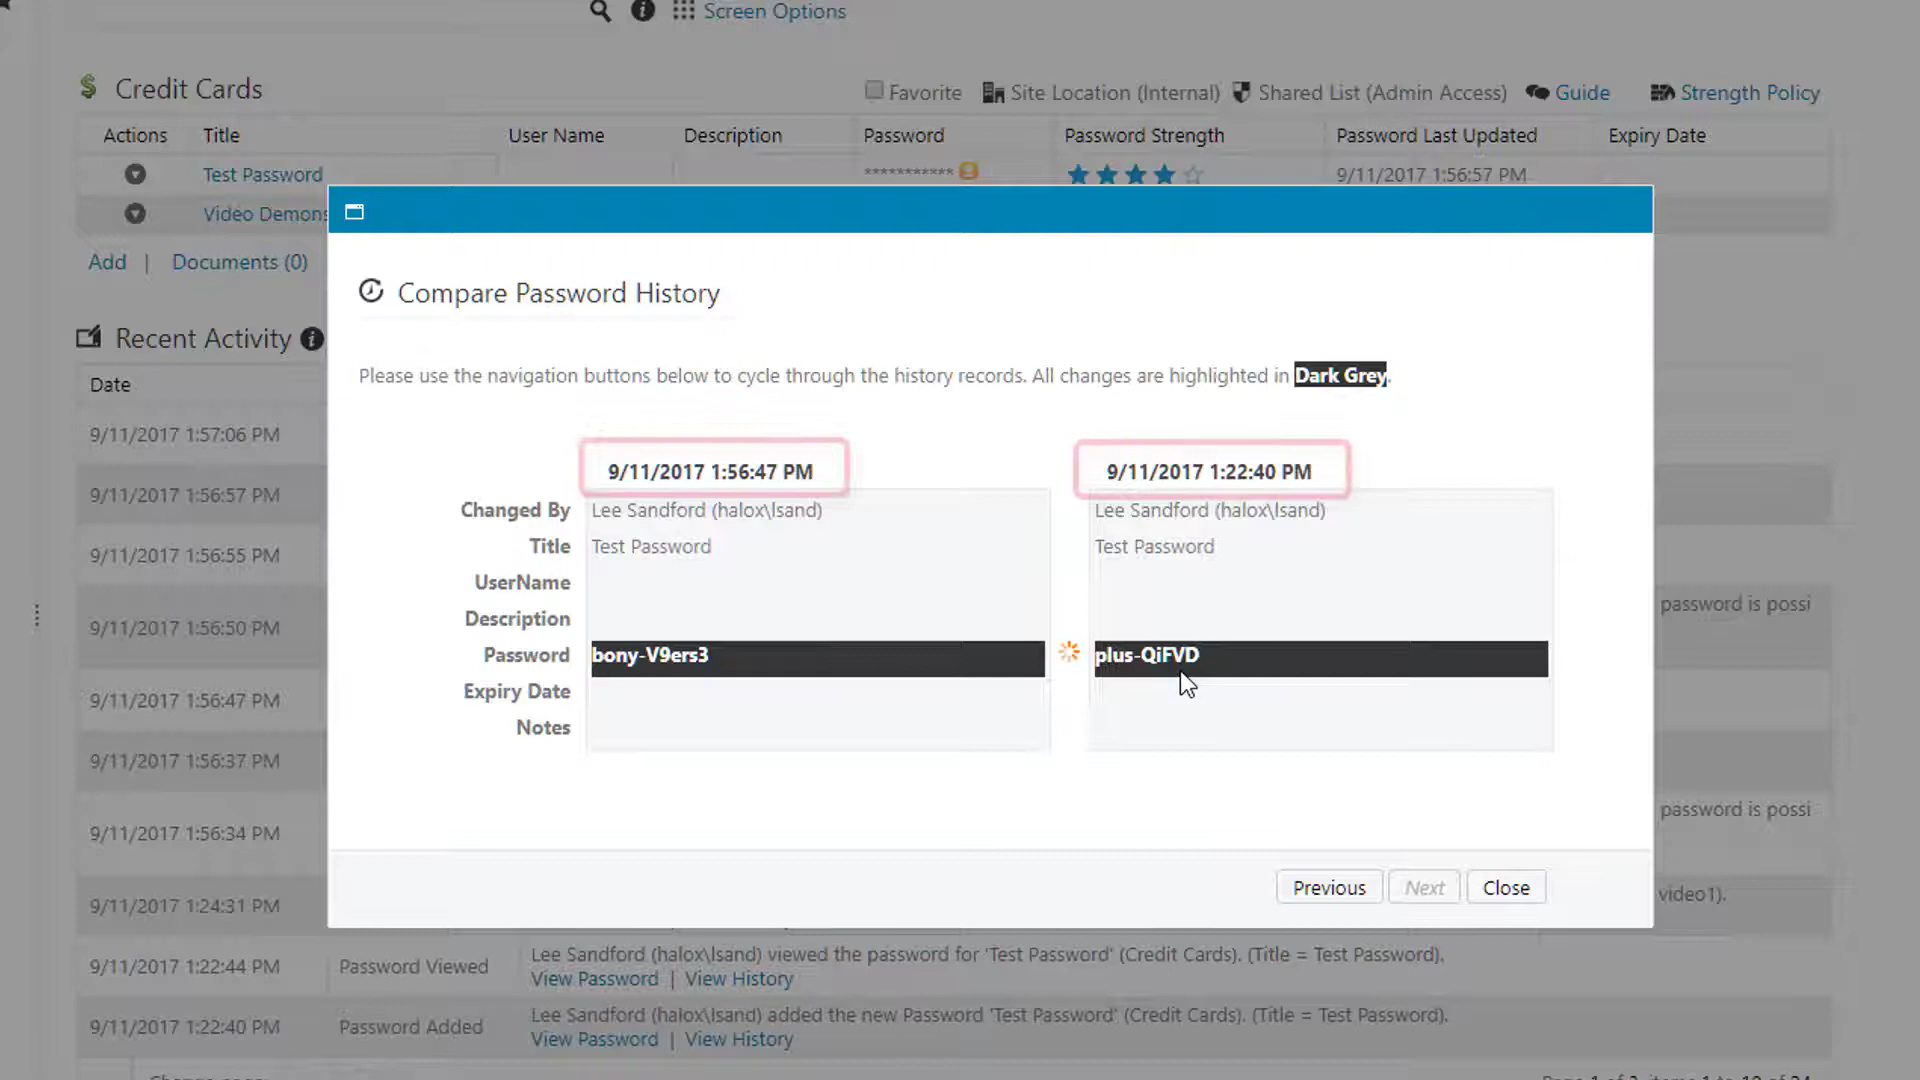 Screen Options
Credit Cards
Favorite Site Location (Internal) Shared List (Admin Access) Guide Strength Policy
Actions Title User Name Description Password Password Strength Password Last Updated Expiry Date
Test Password *********** 9/11/2017 1:56:57 PM
Video Demons
Add | Documents (0)
Compare Password History
Recent Activity
Please use the navigation buttons below to cycle through the history records. All changes are highlighted in Dark Grey.
Date
9/11/2017 1:57:06 PM
9/11/2017 1:56:47 PM 9/11/2017 1:22:40 PM
9/11/2017 1:56:57 PM
Changed By Lee Sandford (halox\lsand) Lee Sandford (halox\lsand)
Title Test Password Test Password
9/11/2017 1:56:55 PM
UserName
password is possi
Description
9/11/2017 1:56:50 PM
Password bony-V9ers3 plus-QiFVD
Expiry Date
9/11/2017 1:56:47 PM
Notes
9/11/2017 1:56:37 PM
password is possi
9/11/2017 1:56:34 PM
Previous Next Close
video1).
9/11/2017 1:24:31 PM
Lee Sandford (halox\lsand) viewed the password for 'Test Password' (Credit Cards). (Title = Test Password).
9/11/2017 1:22:44 PM Password Viewed
View Password | View History
Lee Sandford (halox\lsand) added the new Password 'Test Password' (Credit Cards). (Title = Test Password).
9/11/2017 1:22:40 PM Password Added
View Password | View History